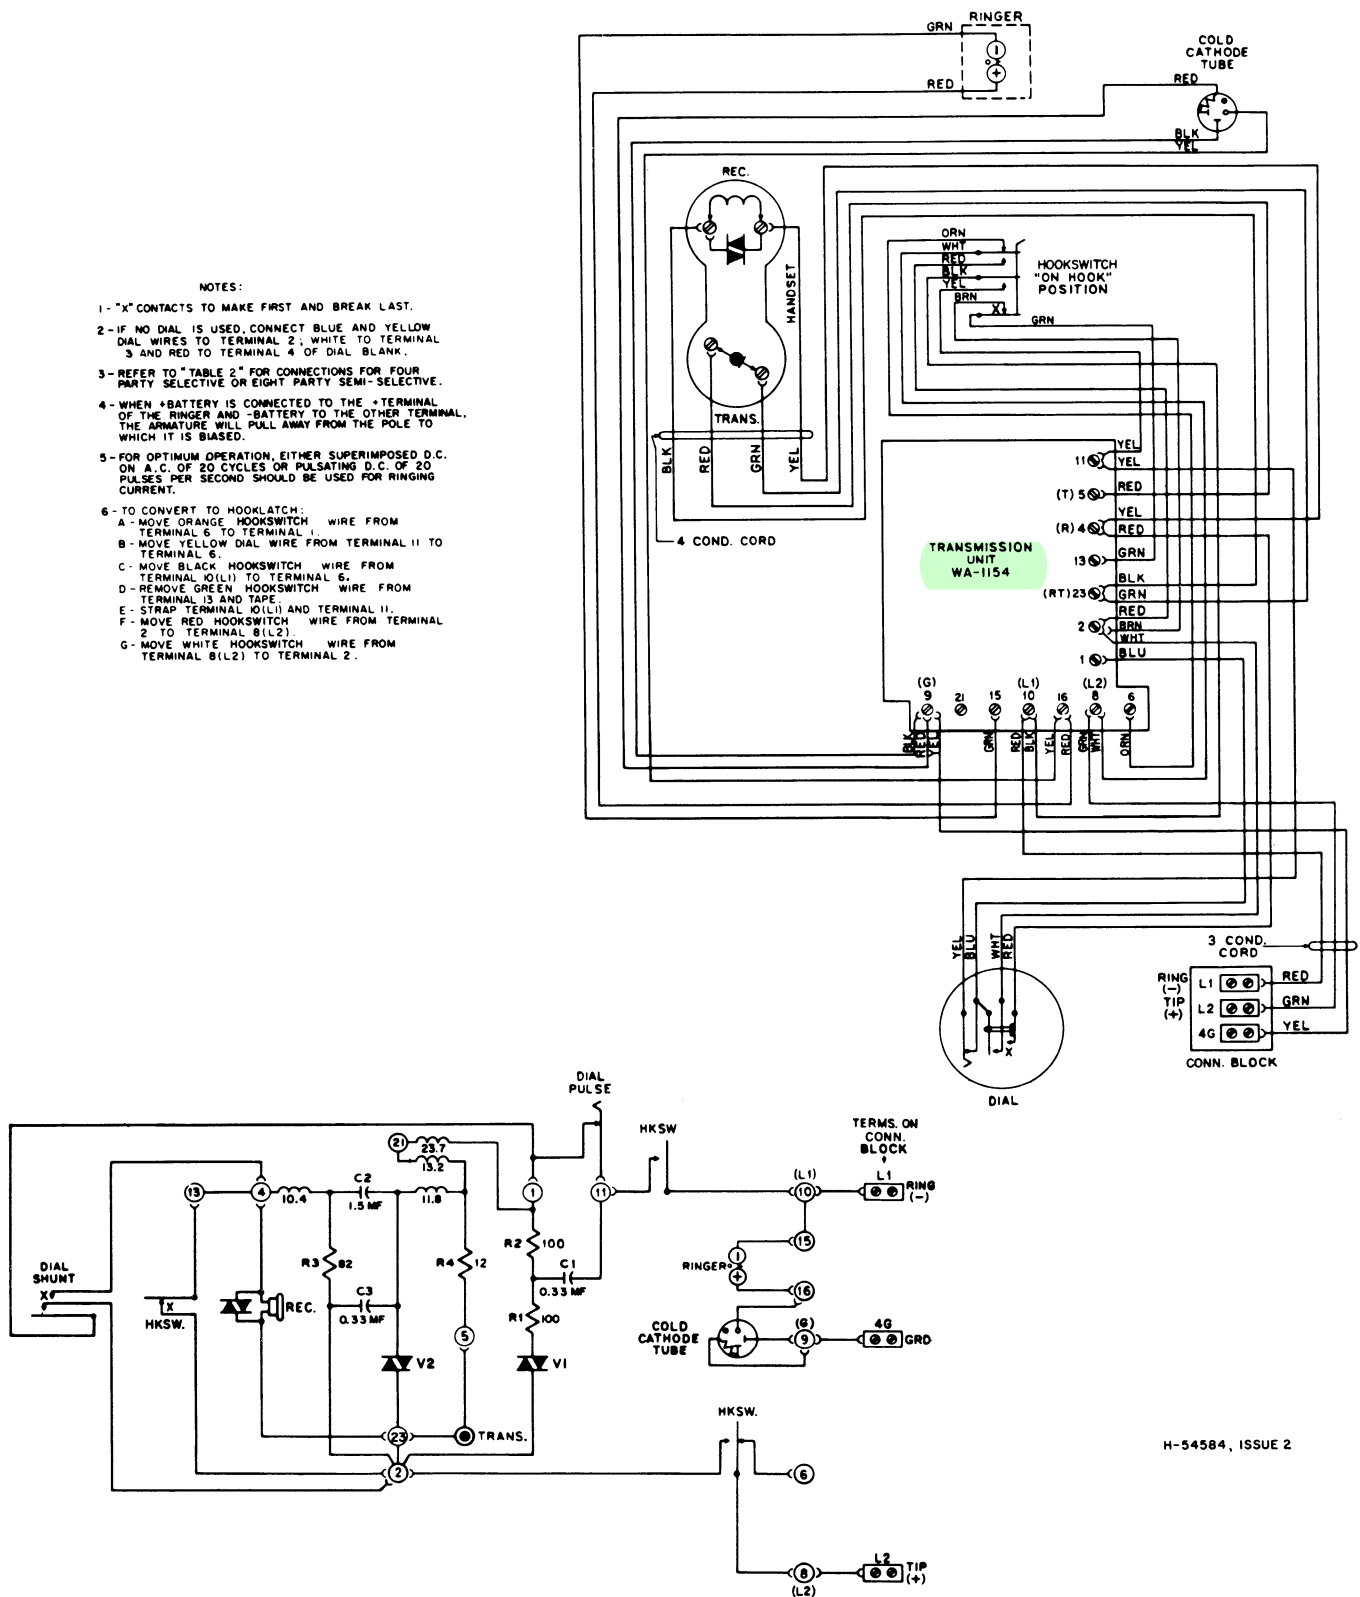 RINGER
GRN
RED
COLD
CATHODE
TUBE
RED
BLK
YEL
REC.
HANDSET
TRANS.
BLK
RED
GRN
YEL
4 COND. CORD
ORN
WHT
RED
BLK
YEL
BRN
X
GRN
HOOKSWITCH
"ON HOOK"
POSITION
NOTES:
1 - "X" CONTACTS TO MAKE FIRST AND BREAK LAST.
2 - IF NO DIAL IS USED, CONNECT BLUE AND YELLOW
DIAL WIRES TO TERMINAL 2; WHITE TO TERMINAL
3 AND RED TO TERMINAL 4 OF DIAL BLANK.
3 - REFER TO "TABLE 2" FOR CONNECTIONS FOR FOUR
PARTY SELECTIVE OR EIGHT PARTY SEMI-SELECTIVE.
4 - WHEN +BATTERY IS CONNECTED TO THE +TERMINAL
OF THE RINGER AND -BATTERY TO THE OTHER TERMINAL,
THE ARMATURE WILL PULL AWAY FROM THE POLE TO
WHICH IT IS BIASED.
5 - FOR OPTIMUM OPERATION, EITHER SUPERIMPOSED D.C.
ON A.C. OF 20 CYCLES OR PULSATING D.C. OF 20
PULSES PER SECOND SHOULD BE USED FOR RINGING
CURRENT.
6 - TO CONVERT TO HOOKLATCH:
A - MOVE ORANGE HOOKSWITCH WIRE FROM
TERMINAL 6 TO TERMINAL 1.
B - MOVE YELLOW DIAL WIRE FROM TERMINAL 11 TO
TERMINAL 6.
C - MOVE BLACK HOOKSWITCH WIRE FROM
TERMINAL 10(L1) TO TERMINAL 6.
D - REMOVE GREEN HOOKSWITCH WIRE FROM
TERMINAL 13 AND TAPE.
E - STRAP TERMINAL 10(L1) AND TERMINAL 11.
F - MOVE RED HOOKSWITCH WIRE FROM TERMINAL
2 TO TERMINAL 8(L2).
G - MOVE WHITE HOOKSWITCH WIRE FROM
TERMINAL 8(L2) TO TERMINAL 2.
TRANSMISSION
UNIT
WA-1154
11 YEL
YEL
(T) 5 RED
YEL
(R) 4 RED
13 GRN
BLK
(RT) 23 GRN
RED
2 BRN
WHT
1 BLU
(G) (L1) (L2)
9 21 15 10 16 8 6
BLK RED YEL GRN RED BLK YEL RED GRN WHT ORN
YEL BLU WHT RED
X
DIAL
3 COND.
CORD
RING
(-)
TIP
(+)
L1 RED
L2 GRN
4G YEL
CONN. BLOCK
DIAL
PULSE
HKSW
TERMS. ON
CONN.
BLOCK
21 23.7
13.2
13 4 10.4
C2
1.5 MF
11.8
1 11
(L1)
10
L1
RING
(-)
R3 82
R4 12
R2 100
C1
0.33 MF
15
RINGER
16
DIAL
SHUNT
X
X
HKSW.
REC.
C3
0.33 MF
R1 100
5
COLD
CATHODE
TUBE
(G)
9
4G
GRD
V2
V1
23
TRANS.
2
HKSW.
6
H-54584, ISSUE 2
8
(L2)
L2
TIP
(+)